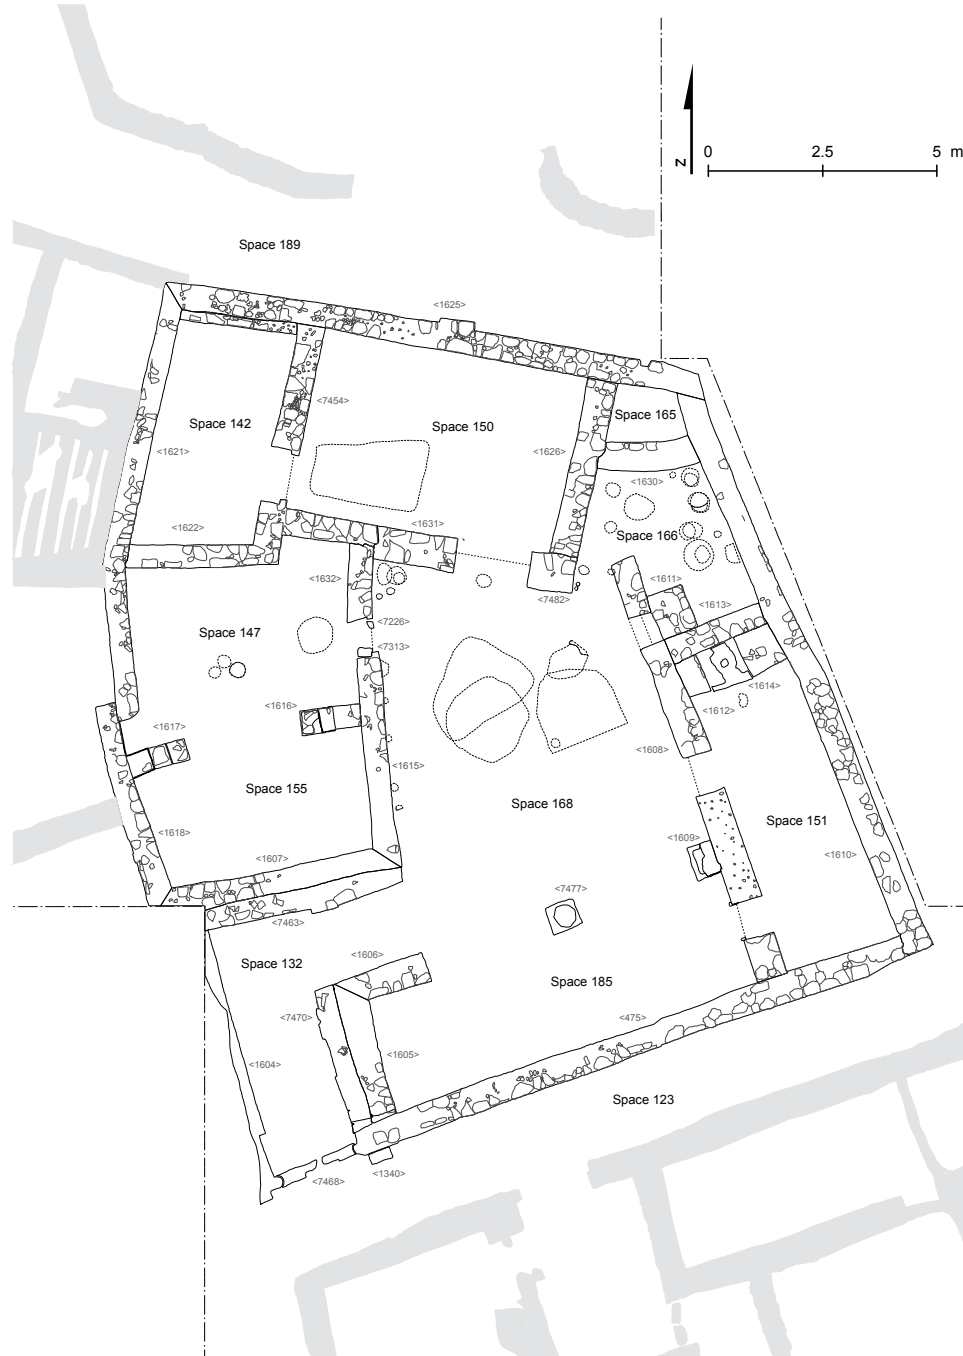 0 2.5 5 m
N
Space 189
<1625>
<7454>
Space 165
Space 142
Space 150
<1621>
<1626>
<1630>
<1622>
<1631>
Space 166
<1632>
<1611>
<7482>
<1613>
<7226>
Space 147
<7313>
<1614>
<1616>
<1612>
<1617>
<1608>
<1615>
Space 155
Space 168
Space 151
<1618>
<1609>
<1607>
<1610>
<7477>
<7463>
<1606>
Space 132
Space 185
<7470>
<475>
<1605>
<1604>
Space 123
<1340>
<7468>